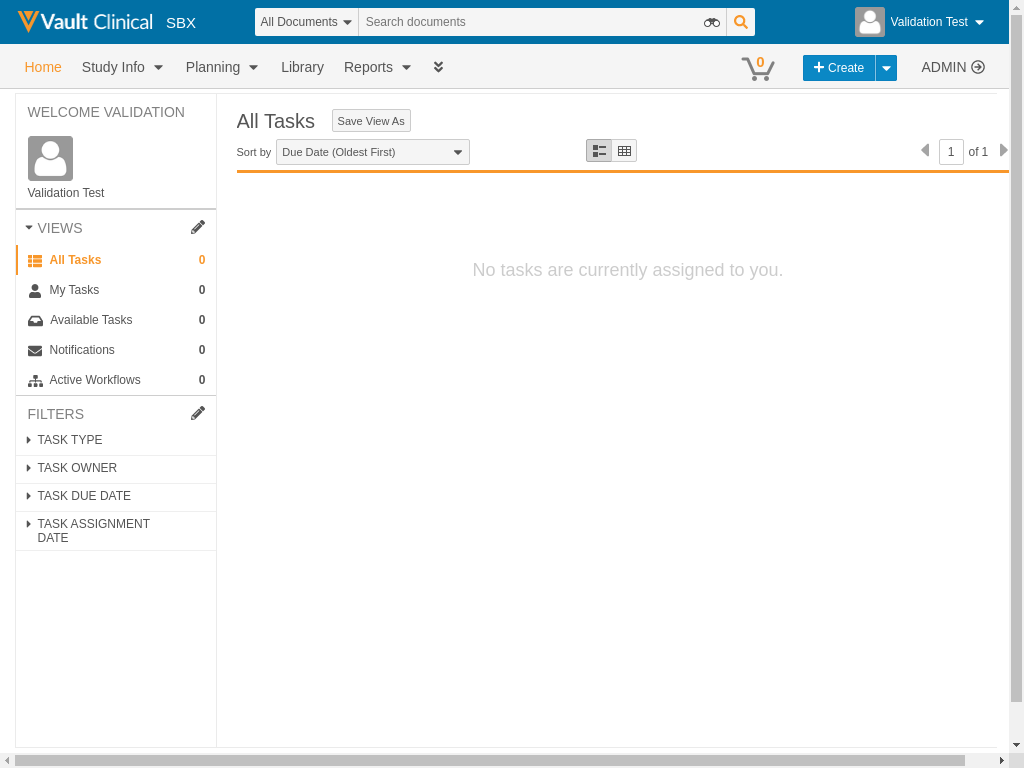 Vault Clinical SBX
All Documents Search documents
Validation Test
Home Study Info Planning Library Reports
0
Create
ADMIN
WELCOME VALIDATION
Validation Test
VIEWS
All Tasks 0
My Tasks 0
Available Tasks 0
Notifications 0
Active Workflows 0
FILTERS
TASK TYPE
TASK OWNER
TASK DUE DATE
TASK ASSIGNMENT
DATE
All Tasks Save View As
Sort by Due Date (Oldest First)
1 of 1
No tasks are currently assigned to you.